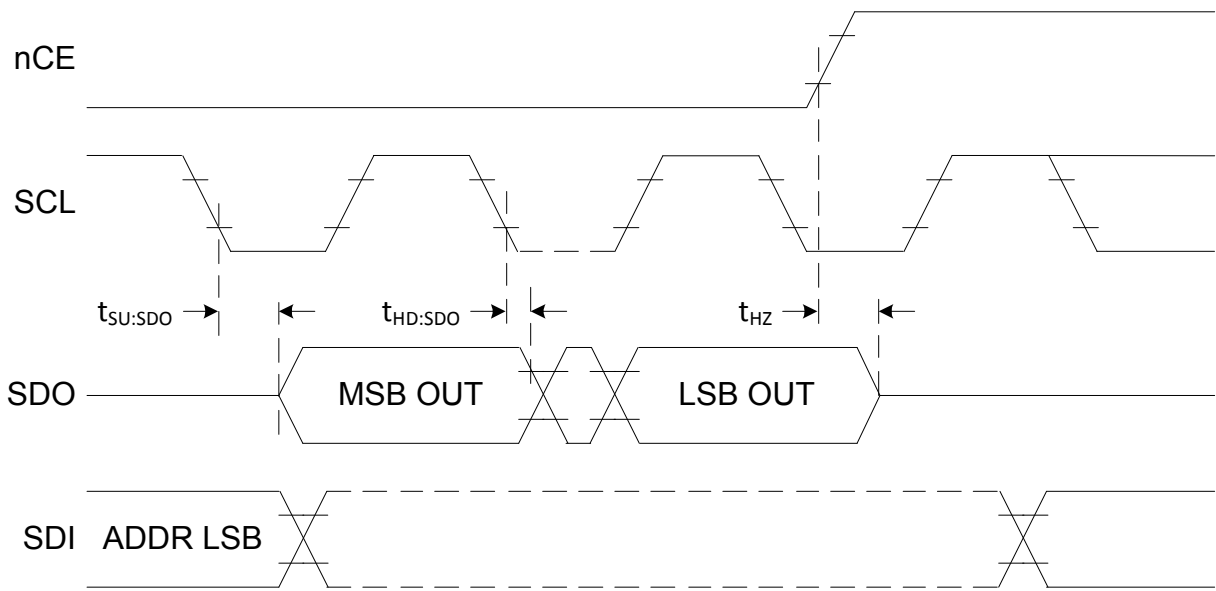 nCE
SCL
tSU:SDO
tHD:SDO
tHZ
SDO
MSB OUT
LSB OUT
SDI
ADDR LSB